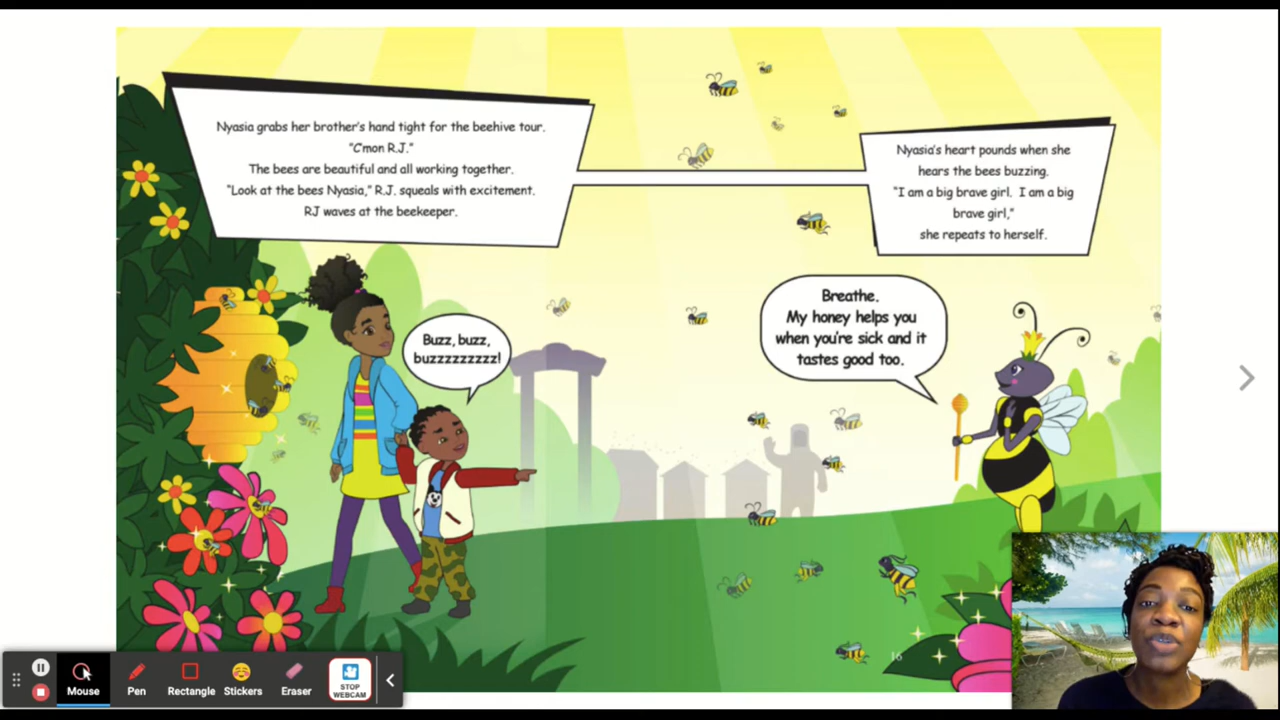 Nyasia grabs her brother's hand tight for the beehive tour.
"C'mon R.J."
The bees are beautiful and all working together.
"Look at the bees Nyasia," R.J. squeals with excitement.
RJ waves at the beekeeper.
Nyasia's heart pounds when she
hears the bees buzzing.
"I am a big brave girl.  I am a big
brave girl,"
she repeats to herself.
Breathe.
My honey helps you
when you're sick and it
tastes good too.
Buzz, buzz,
buzzzzzzzzz!
16
Mouse
Pen
Rectangle
Stickers
Eraser
STOP
WEBCAM